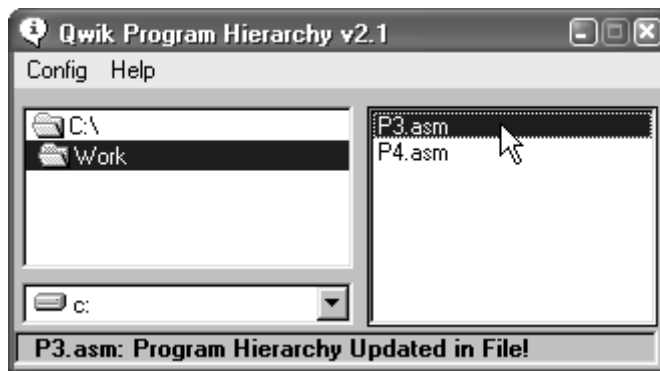 Qwik Program Hierarchy v2.1
Config Help
C:\
Work
P3.asm
P4.asm
c:
P3.asm: Program Hierarchy Updated in File!